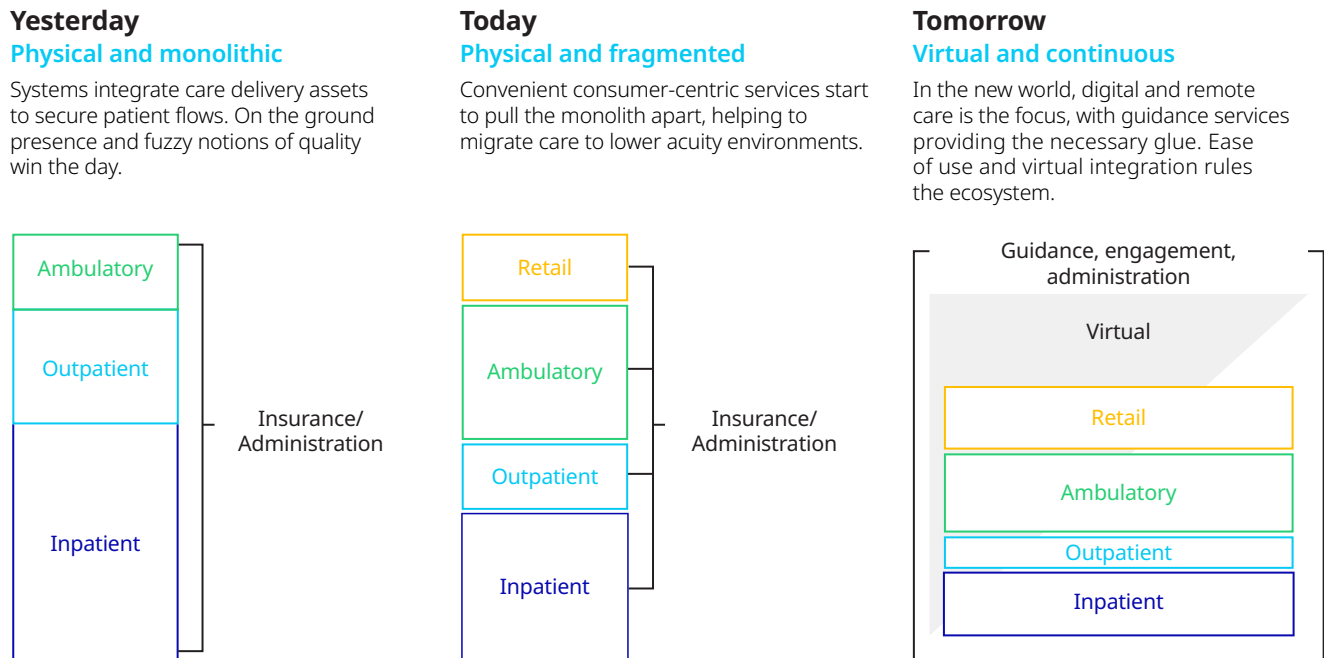 Yesterday
Physical and monolithic
Systems integrate care delivery assets
to secure patient flows. On the ground
presence and fuzzy notions of quality
win the day.
Ambulatory
Outpatient
Inpatient
Insurance/
Administration
Today
Physical and fragmented
Convenient consumer-centric services start
to pull the monolith apart, helping to
migrate care to lower acuity environments.
Retail
Ambulatory
Outpatient
Inpatient
Insurance/
Administration
Tomorrow
Virtual and continuous
In the new world, digital and remote
care is the focus, with guidance services
providing the necessary glue. Ease
of use and virtual integration rules
the ecosystem.
Guidance, engagement,
administration
Virtual
Retail
Ambulatory
Outpatient
Inpatient